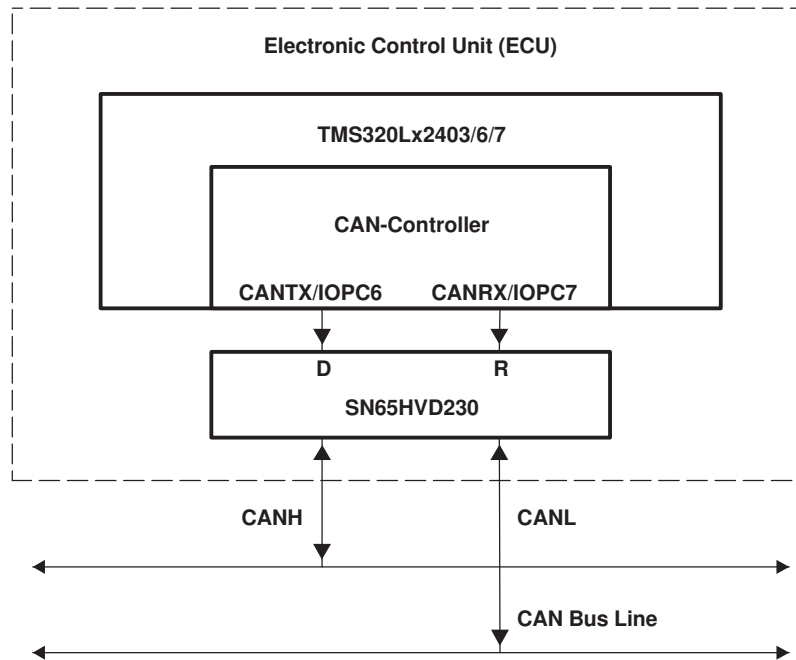 Electronic Control Unit (ECU)
TMS320Lx2403/6/7
CAN-Controller
CANTX/IOPC6 CANRX/IOPC7
D R
SN65HVD230
CANH CANL
CAN Bus Line